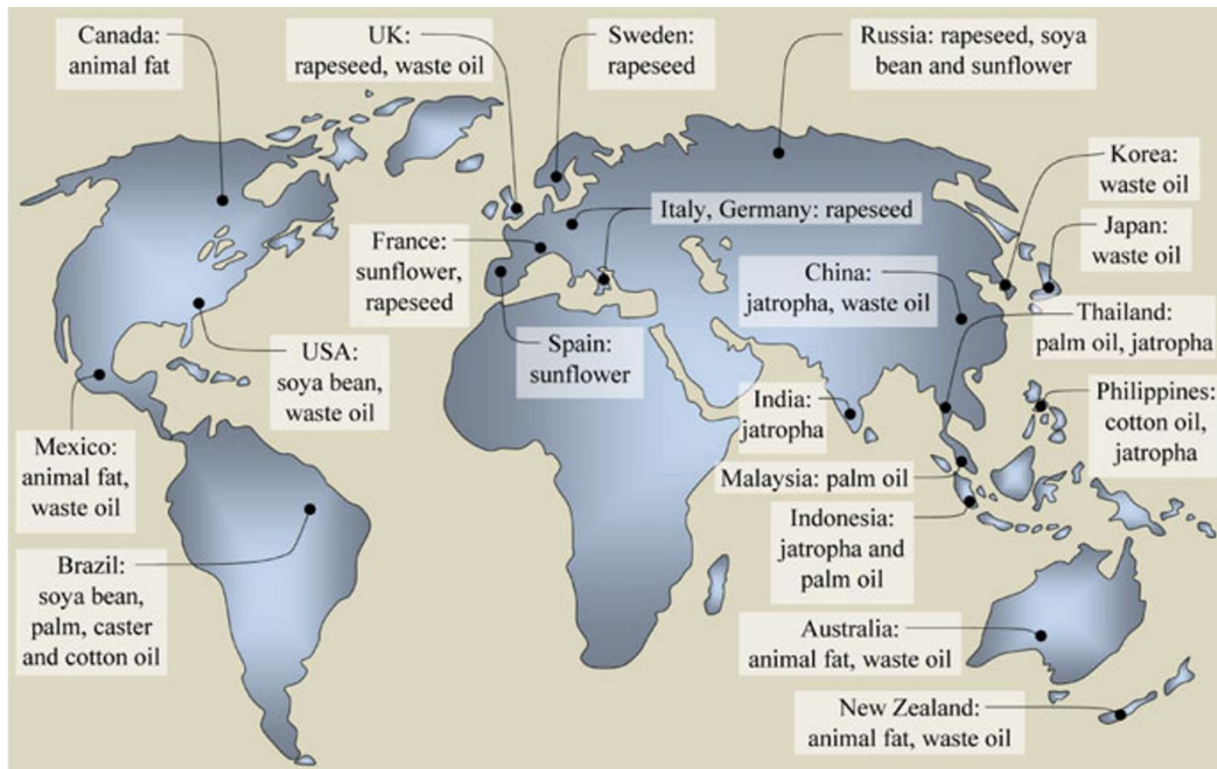 Canada:
animal fat
UK:
rapeseed, waste oil
Sweden:
rapeseed
Russia: rapeseed, soya
bean and sunflower
Korea:
waste oil
Italy, Germany: rapeseed
Japan:
waste oil
France:
sunflower,
rapeseed
China:
jatropha, waste oil
Thailand:
palm oil, jatropha
USA:
soya bean,
waste oil
Spain:
sunflower
India:
jatropha
Philippines:
cotton oil,
jatropha
Mexico:
animal fat,
waste oil
Malaysia: palm oil
Indonesia:
jatropha and
palm oil
Brazil:
soya bean,
palm, caster
and cotton oil
Australia:
animal fat, waste oil
New Zealand:
animal fat, waste oil